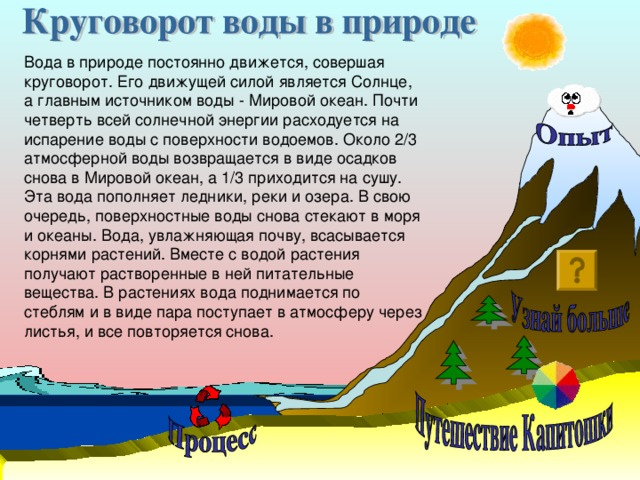 Круговорот воды в природе
Вода в природе постоянно движется, совершая
круговорот. Его движущей силой является Солнце,
а главным источником воды - Мировой океан. Почти
четверть всей солнечной энергии расходуется на
испарение воды с поверхности водоемов. Около 2/3
атмосферной воды возвращается в виде осадков
снова в Мировой океан, а 1/3 приходится на сушу.
Эта вода пополняет ледники, реки и озера. В свою
очередь, поверхностные воды снова стекают в моря
и океаны. Вода, увлажняющая почву, всасывается
корнями растений. Вместе с водой растения
получают растворенные в ней питательные
вещества. В растениях вода поднимается по
стеблям и в виде пара поступает в атмосферу через
листья, и все повторяется снова.
Опыт
?
Узнай больше
Путешествие Капитошки
Процесс